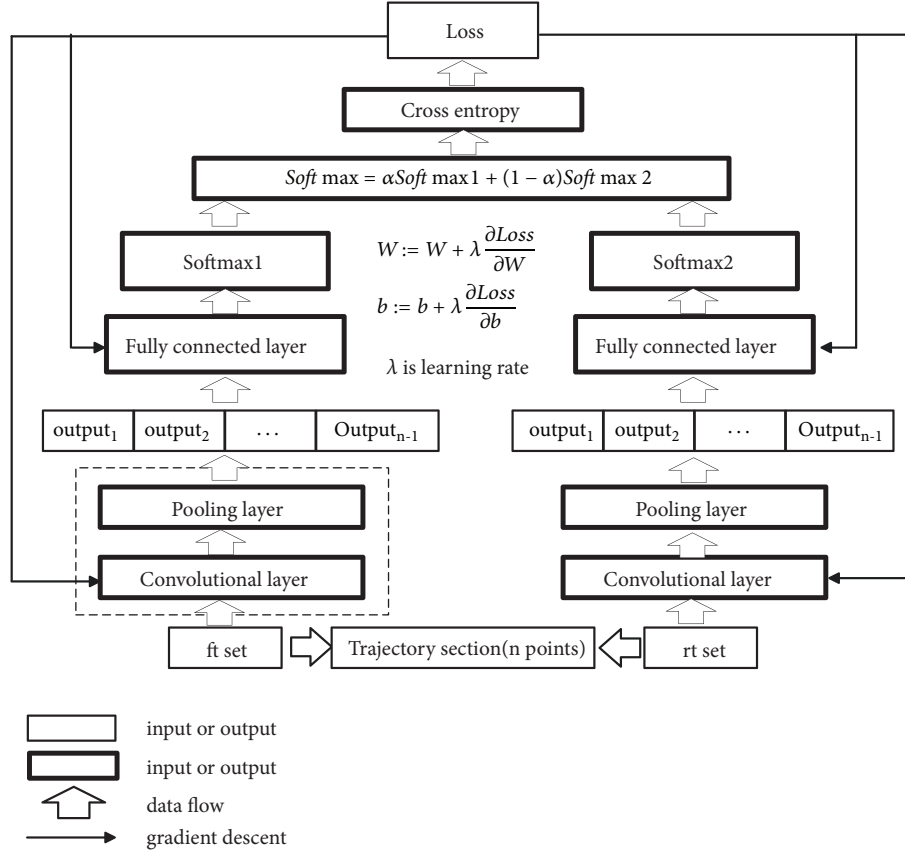 Loss
Cross entropy
Soft max = αSoft max 1 + (1 − α)Soft max 2
Softmax1
Softmax2
W := W + λ ∂Loss/∂W
b := b + λ ∂Loss/∂b
λ is learning rate
Fully connected layer
Fully connected layer
output₁ output₂ ... Outputₙ₋₁
output₁ output₂ ... Outputₙ₋₁
Pooling layer
Pooling layer
Convolutional layer
Convolutional layer
ft set
Trajectory section(n points)
rt set
input or output
input or output
data flow
gradient descent